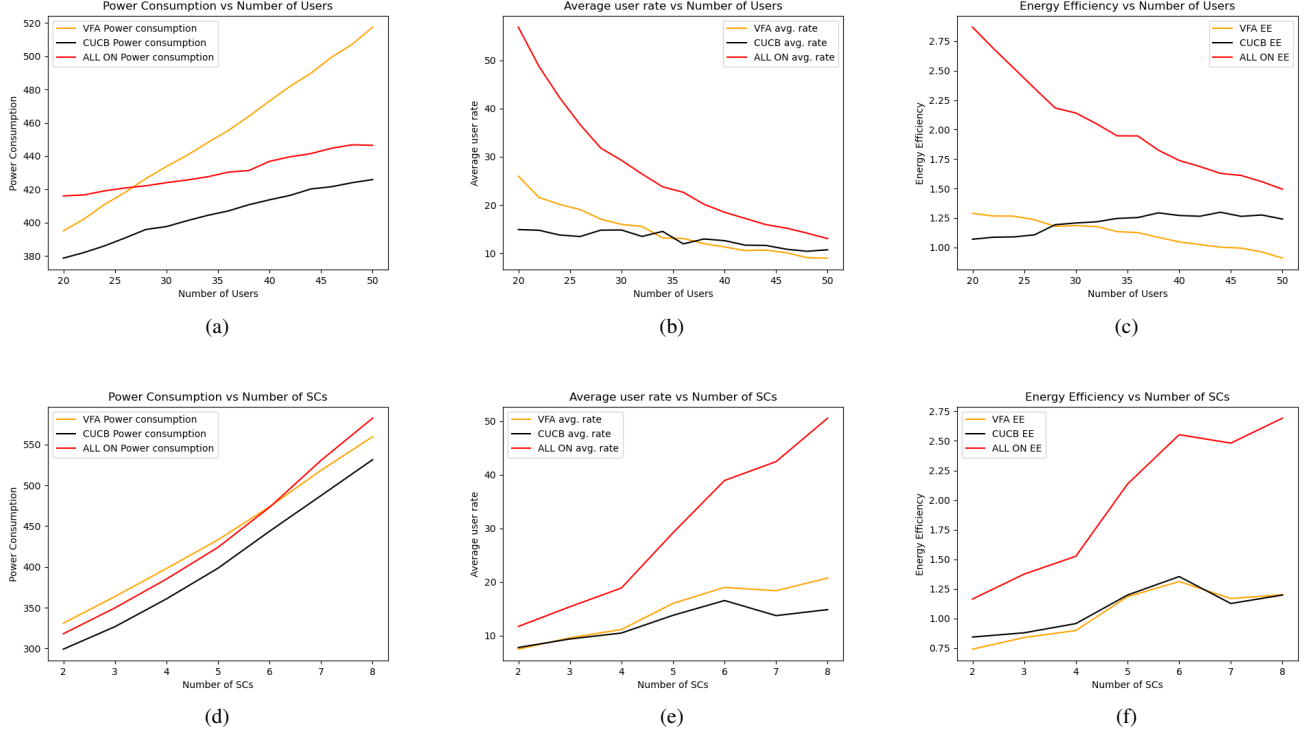 Power Consumption vs Number of Users
VFA Power consumption
CUCB Power consumption
ALL ON Power consumption
Power Consumption
520
500
480
460
440
420
400
380
20 25 30 35 40 45 50
Number of Users
(a)
Average user rate vs Number of Users
VFA avg. rate
CUCB avg. rate
ALL ON avg. rate
Average user rate
50
40
30
20
10
20 25 30 35 40 45 50
Number of Users
(b)
Energy Efficiency vs Number of Users
VFA EE
CUCB EE
ALL ON EE
Energy Efficiency
2.75
2.50
2.25
2.00
1.75
1.50
1.25
1.00
20 25 30 35 40 45 50
Number of Users
(c)
Power Consumption vs Number of SCs
VFA Power consumption
CUCB Power consumption
ALL ON Power consumption
Power Consumption
550
500
450
400
350
300
2 3 4 5 6 7 8
Number of SCs
(d)
Average user rate vs Number of SCs
VFA avg. rate
CUCB avg. rate
ALL ON avg. rate
Average user rate
50
40
30
20
10
2 3 4 5 6 7 8
Number of SCs
(e)
Energy Efficiency vs Number of SCs
VFA EE
CUCB EE
ALL ON EE
Energy Efficiency
2.75
2.50
2.25
2.00
1.75
1.50
1.25
1.00
0.75
2 3 4 5 6 7 8
Number of SCs
(f)